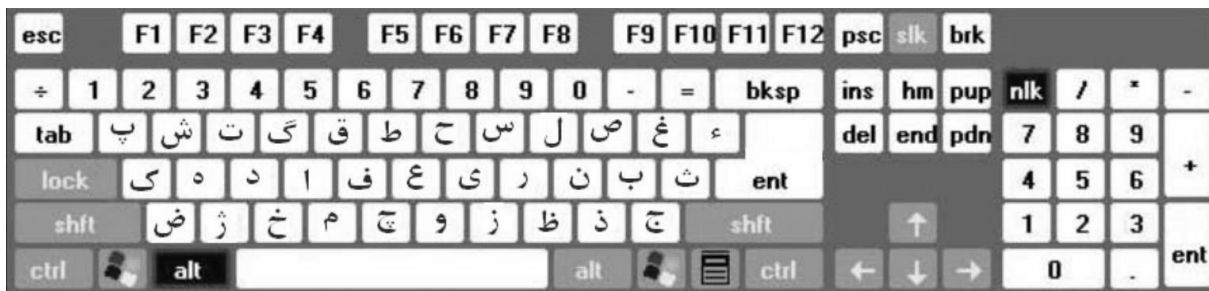 esc F1 F2 F3 F4 F5 F6 F7 F8 F9 F10 F11 F12 psc slk brk
÷ 1 2 3 4 5 6 7 8 9 0 - = bksp ins hm pup nlk / * -
tab پ ش ت گ ق ط ح س ل ص غ ء del end pdn 7 8 9 +
lock ک ه د ا ف ع ی ر ن ب ث ent 4 5 6
shft ض ژ خ م چ و ز ظ ذ ج shft ↑ 1 2 3 ent
ctrl alt alt ctrl ← ↓ → 0 .